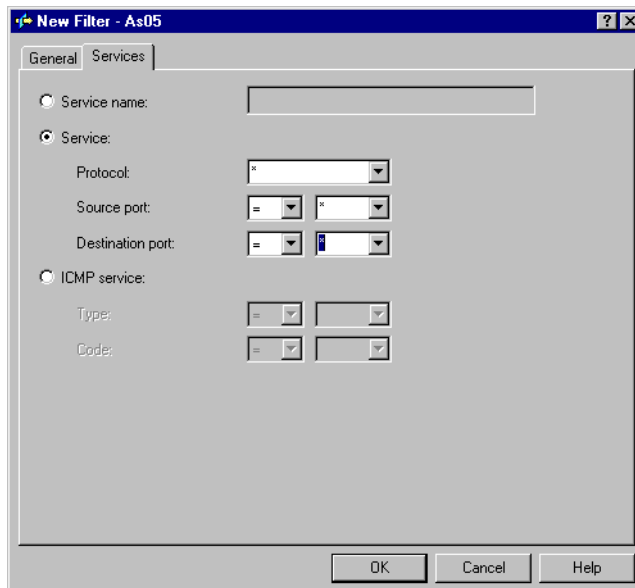 New Filter - As05
General Services
Service name:
Service:
Protocol: *
Source port: = *
Destination port: = *
ICMP service:
Type: =
Code: =
OK Cancel Help